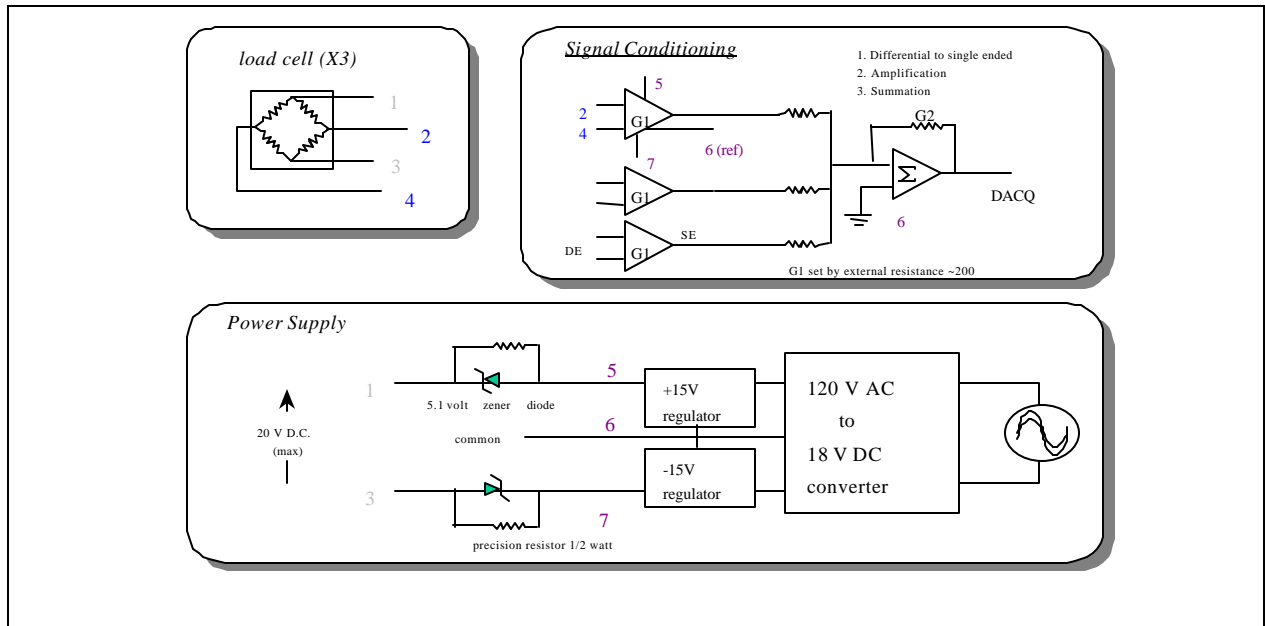 load cell (X3)
1
2
3
4
Signal Conditioning
1. Differential to single ended
2. Amplification
3. Summation
5
2
4
G1
6 (ref)
7
G1
DE
G1
SE
G2
Σ
DACQ
6
G1 set by external resistance ~200
Power Supply
1
5.1 volt zener diode
5
+15V
regulator
120 V AC
to
18 V DC
converter
20 V D.C.
(max)
common
6
-15V
regulator
3
7
precision resistor 1/2 watt